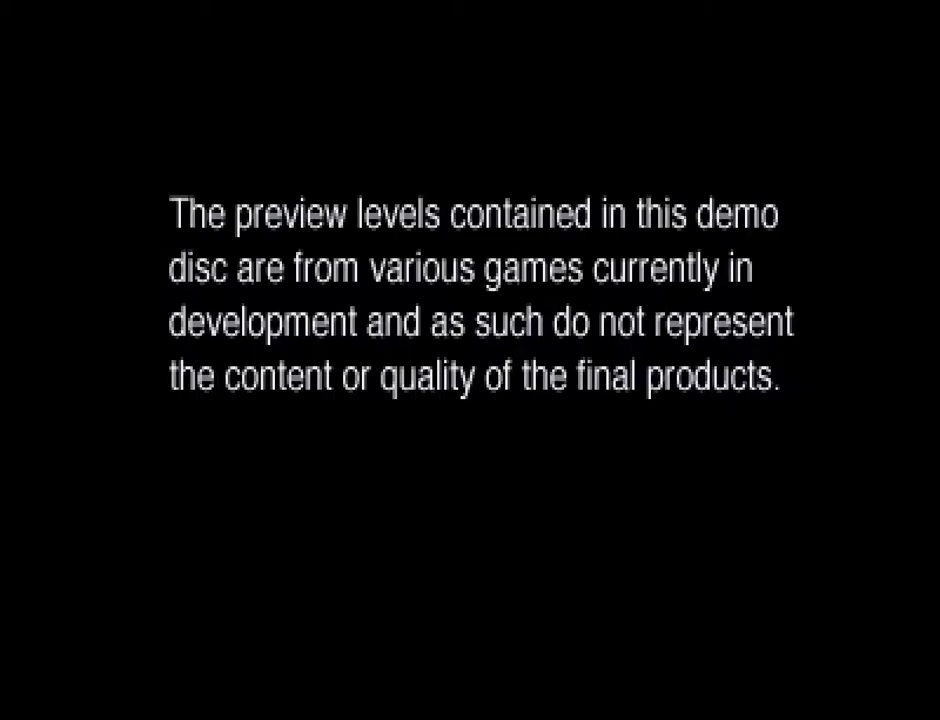 The preview levels contained in this demo
disc are from various games currently in
development and as such do not represent
the content or quality of the final products.